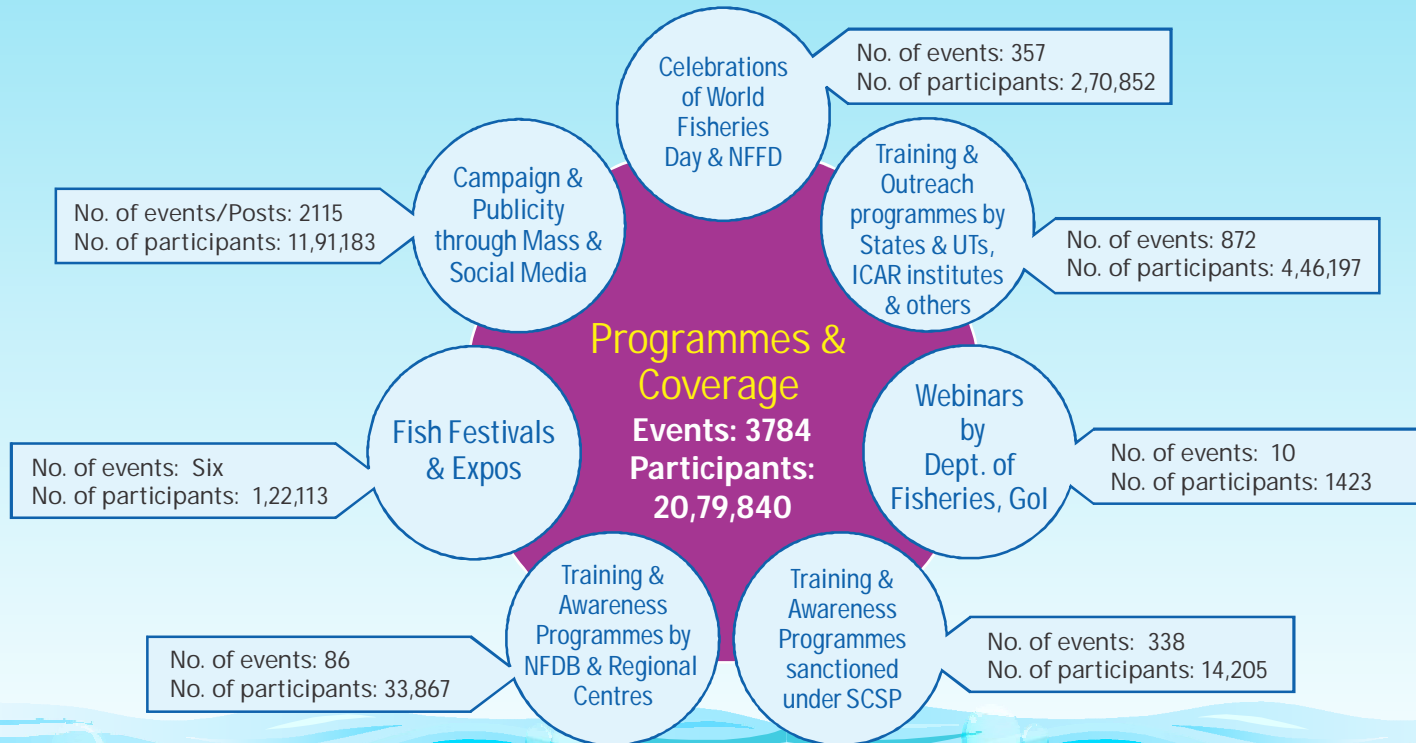 Celebrations
of World
Fisheries
Day & NFFD
No. of events: 357
No. of participants: 2,70,852
Training &
Outreach
programmes by
States & UTs,
ICAR institutes
& others
No. of events: 872
No. of participants: 4,46,197
Webinars
by
Dept. of
Fisheries, GoI
No. of events: 10
No. of participants: 1423
Training &
Awareness
Programmes
sanctioned
under SCSP
No. of events: 338
No. of participants: 14,205
Training &
Awareness
Programmes by
NFDB & Regional
Centres
No. of events: 86
No. of participants: 33,867
Fish Festivals
& Expos
No. of events: Six
No. of participants: 1,22,113
Campaign &
Publicity
through Mass &
Social Media
No. of events/Posts: 2115
No. of participants: 11,91,183
Programmes &
Coverage
Events: 3784
Participants:
20,79,840